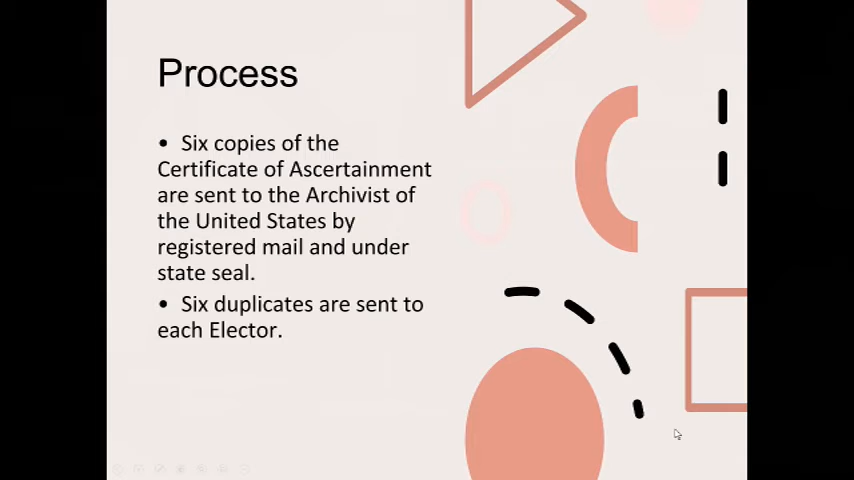 Process
• Six copies of the
Certificate of Ascertainment
are sent to the Archivist of
the United States by
registered mail and under
state seal.
• Six duplicates are sent to
each Elector.